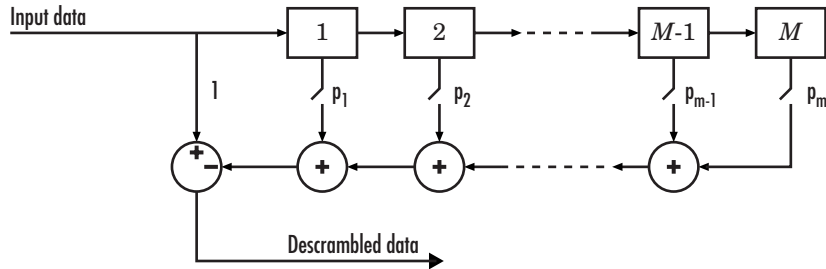 Input data
1
2
M-1
M
1
p1
p2
pm-1
pm
+
−
+
+
+
Descrambled data